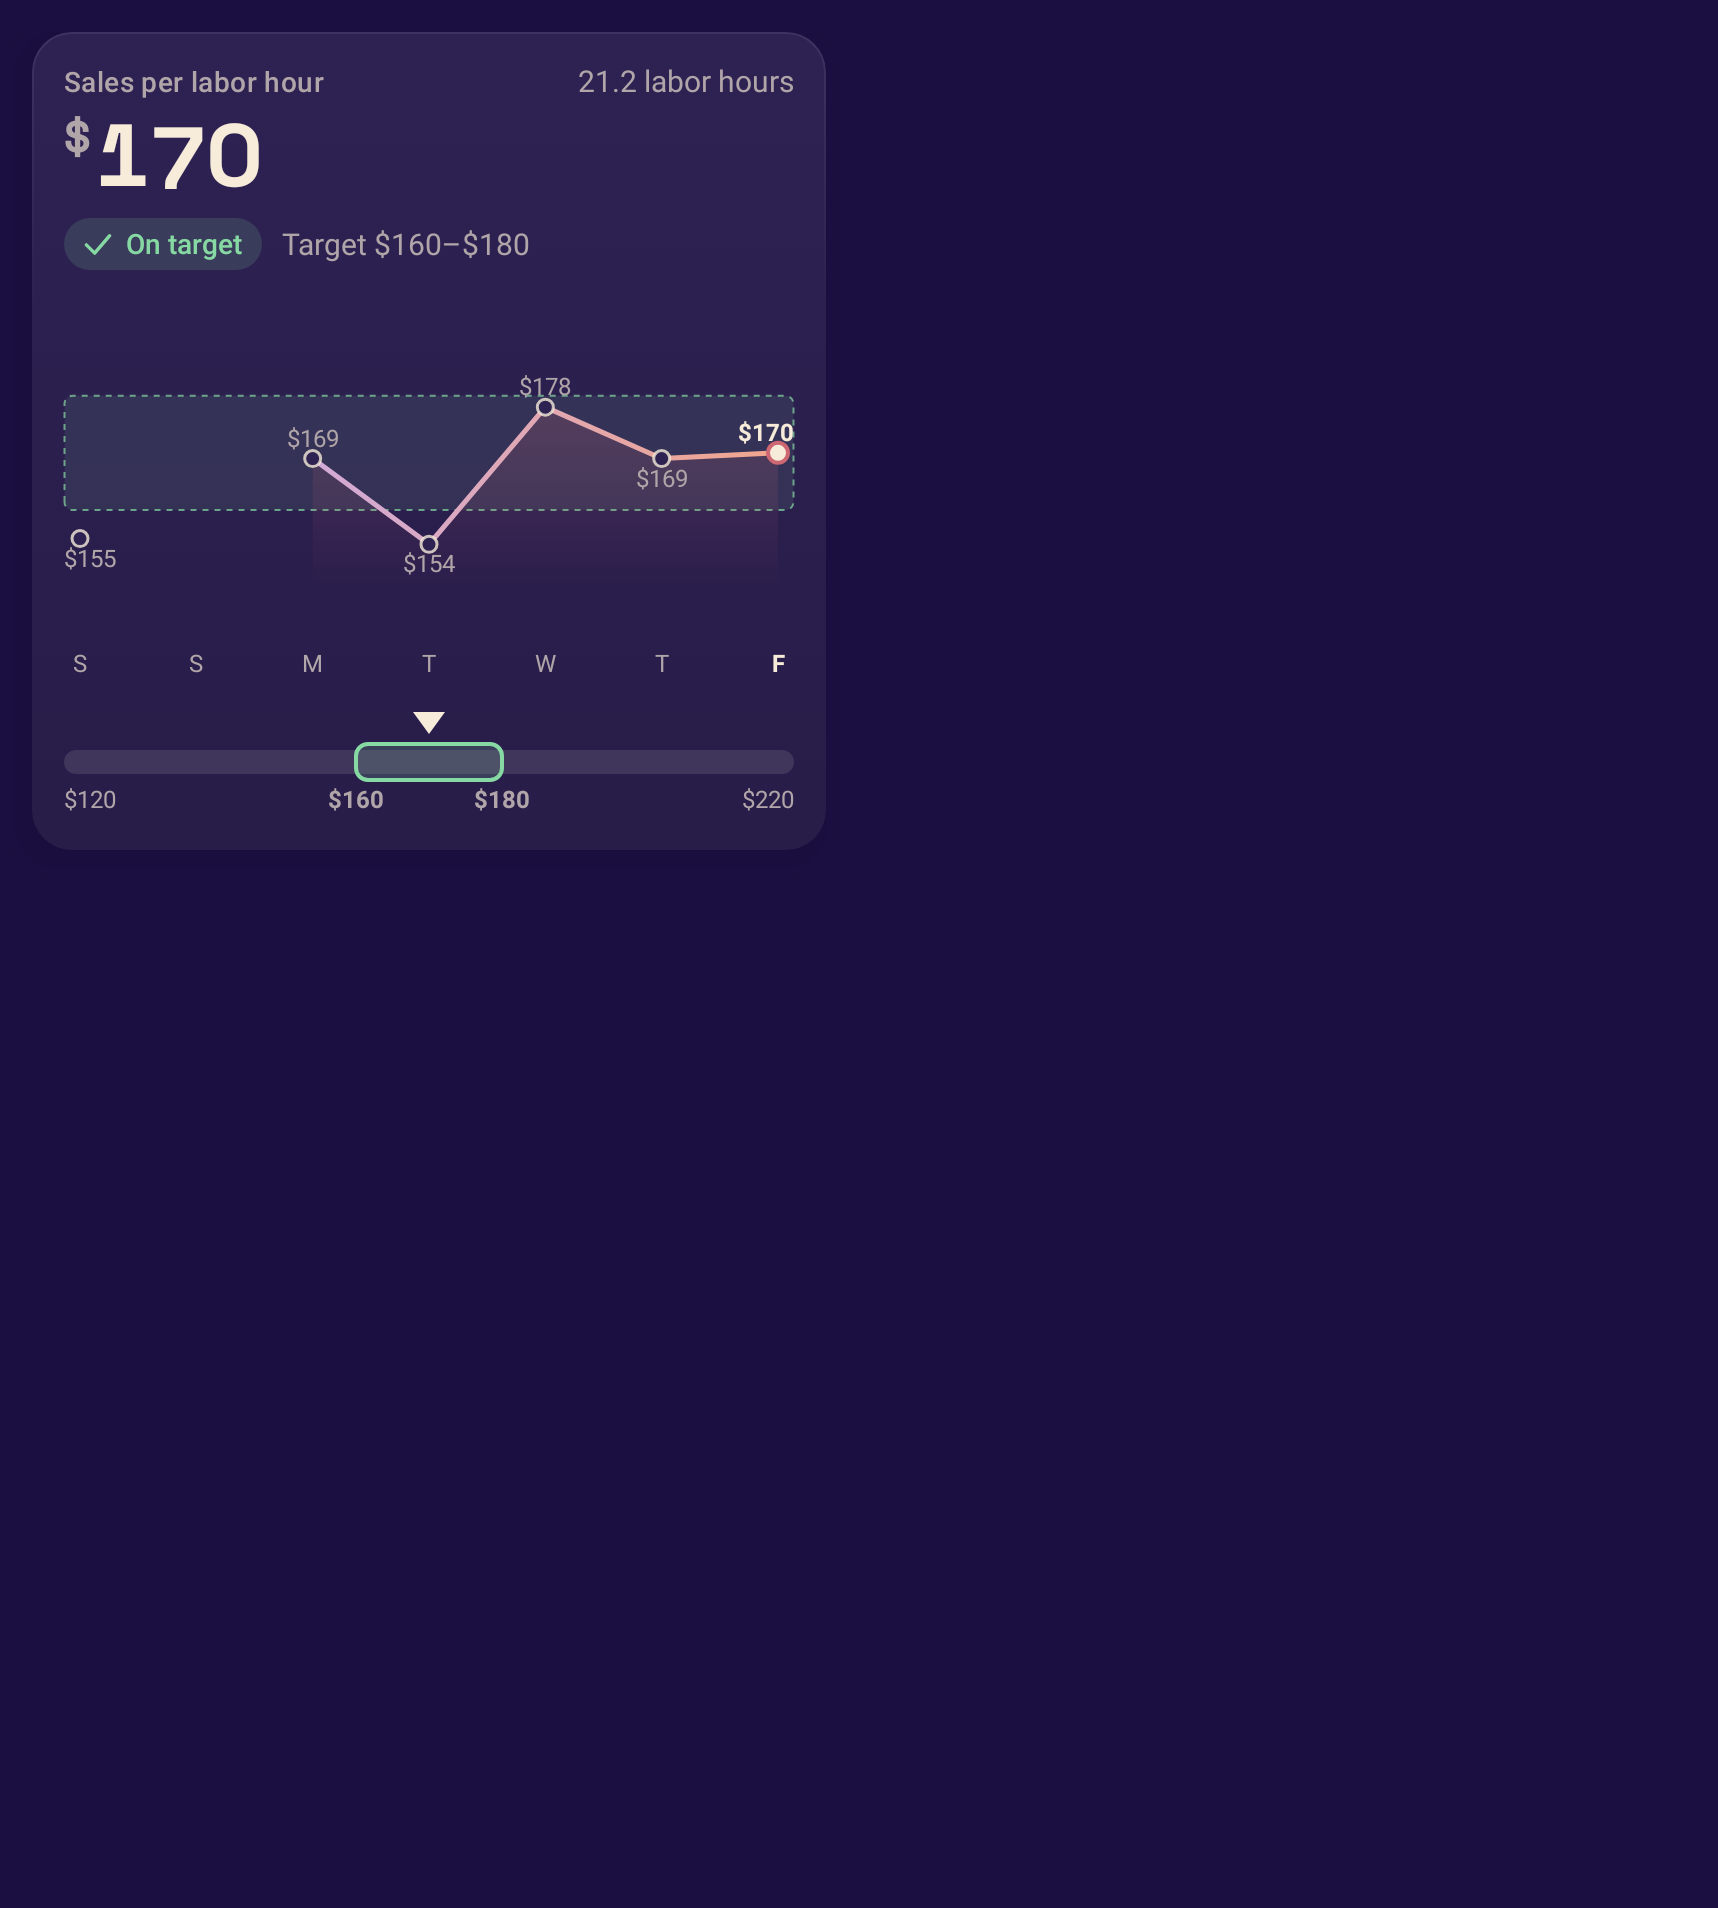 Sales per labor hour 21.2 labor hours
$170
On target Target $160–$180
$178
$169 $170
$169
$155 $154
S S M T W T F
$120 $160 $180 $220